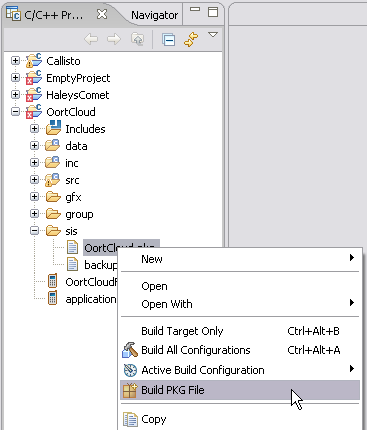 C/C++ Pr...
Navigator
Callisto
EmptyProject
HaleysComet
OortCloud
Includes
data
inc
src
gfx
group
sis
OortCloud.pkg
backup
OortCloud
application
New
Open
Open With
Build Target Only Ctrl+Alt+B
Build All Configurations Ctrl+Alt+A
Active Build Configuration
Build PKG File
Copy